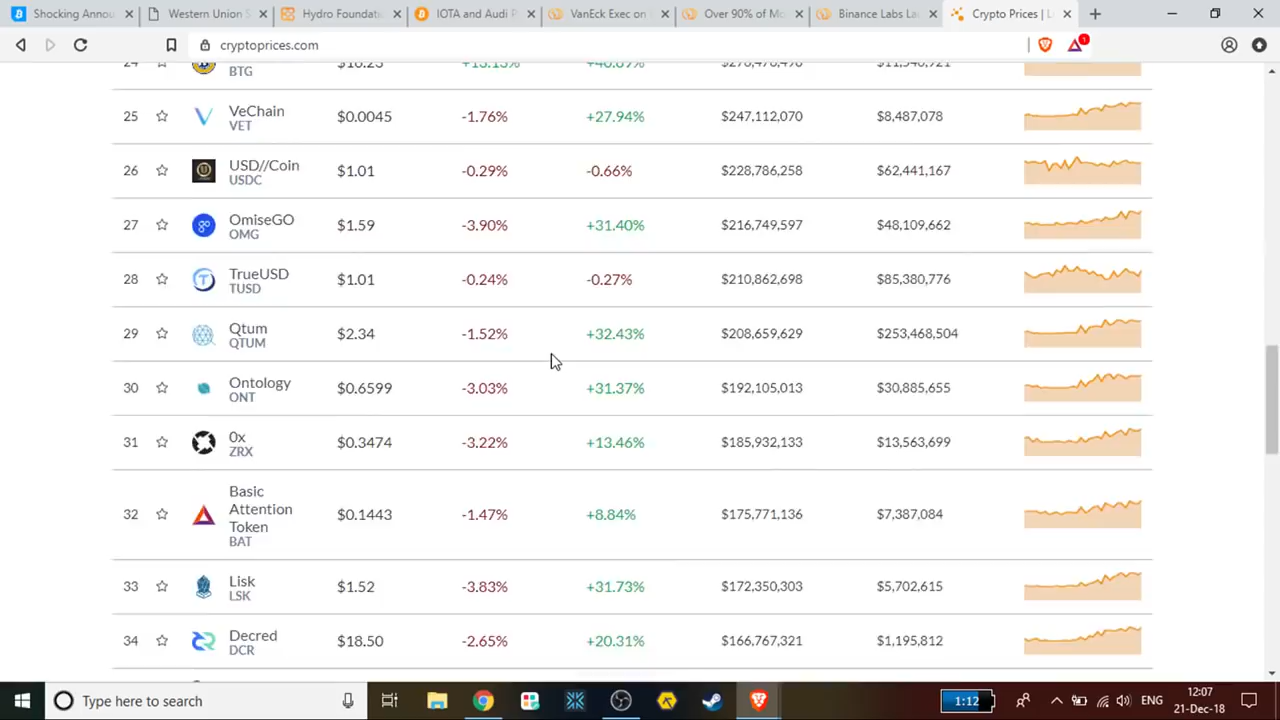 Shocking Annou
Western Union S
Hydro Foundati
IOTA and Audi P
VanEck Exec on
Over 90% of Mo
Binance Labs La
Crypto Prices | L
cryptoprices.com
1
24 $16.25 +13.13% +40.69% $11,340,921
BTG
25 VeChain $0.0045 -1.76% +27.94% $247,112,070 $8,487,078
VET
26 USD//Coin $1.01 -0.29% -0.66% $228,786,258 $62,441,167
USDC
27 OmiseGO $1.59 -3.90% +31.40% $216,749,597 $48,109,662
OMG
28 TrueUSD $1.01 -0.24% -0.27% $210,862,698 $85,380,776
TUSD
29 Qtum $2.34 -1.52% +32.43% $208,659,629 $253,468,504
QTUM
30 Ontology $0.6599 -3.03% +31.37% $192,105,013 $30,885,655
ONT
31 0x $0.3474 -3.22% +13.46% $185,932,133 $13,563,699
ZRX
Basic
Attention
32 $0.1443 -1.47% +8.84% $175,771,136 $7,387,084
Token
BAT
33 Lisk $1.52 -3.83% +31.73% $172,350,303 $5,702,615
LSK
34 Decred $18.50 -2.65% +20.31% $166,767,321 $1,195,812
DCR
Type here to search
1:12
ENG
12:07
21-Dec-18